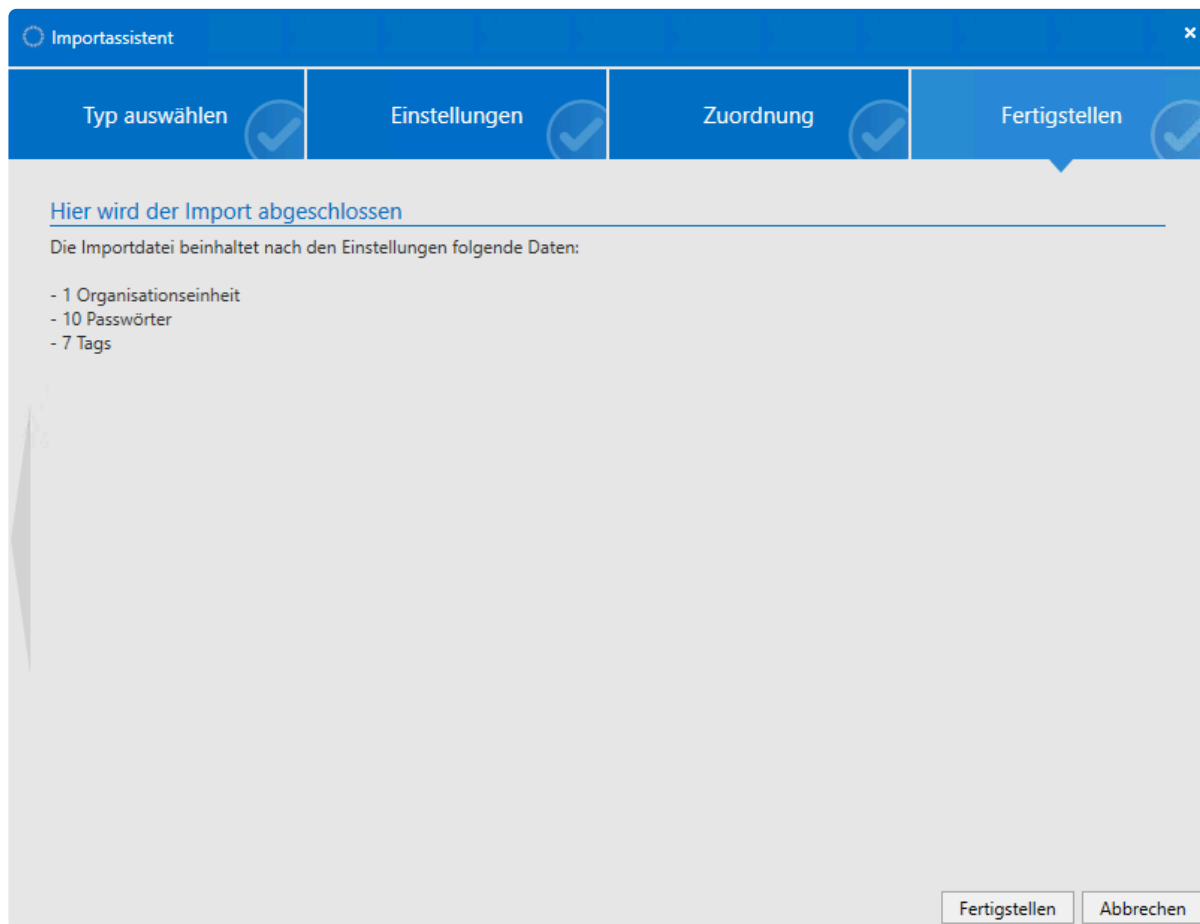 Importassistent
Typ auswählen
Einstellungen
Zuordnung
Fertigstellen
Hier wird der Import abgeschlossen
Die Importdatei beinhaltet nach den Einstellungen folgende Daten:
- 1 Organisationseinheit
- 10 Passwörter
- 7 Tags
Fertigstellen
Abbrechen